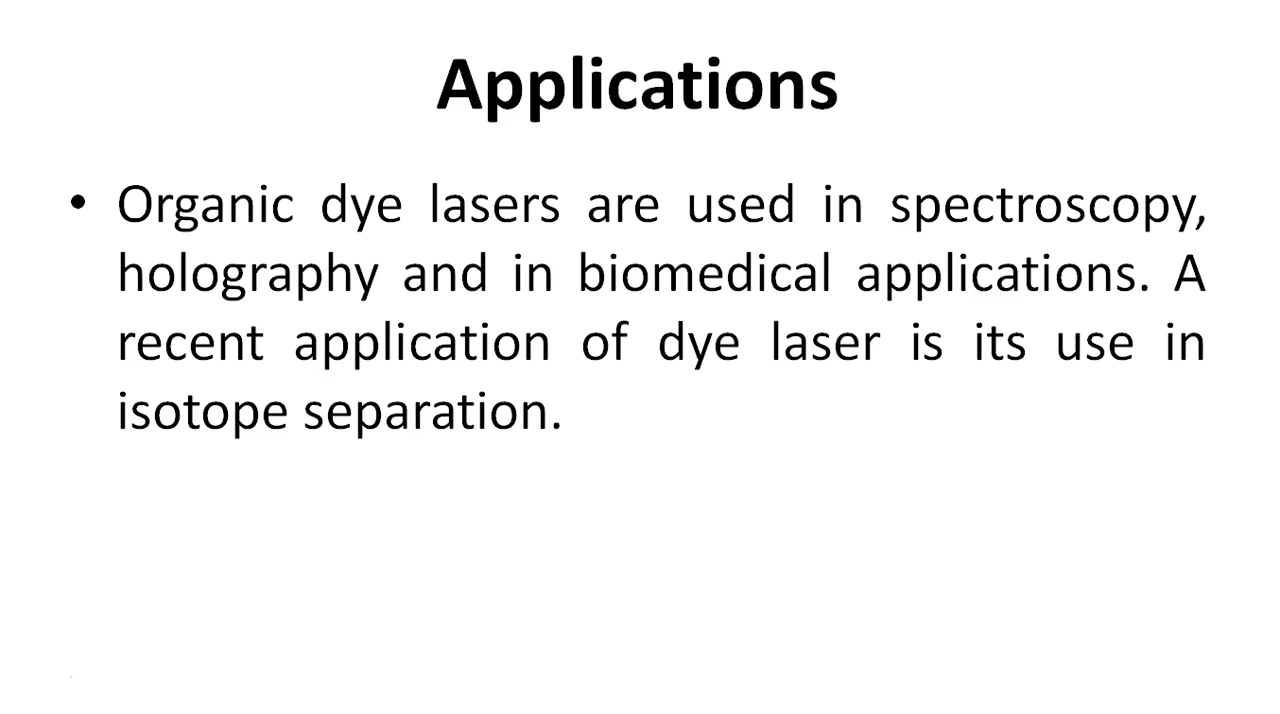 Applications
• Organic dye lasers are used in spectroscopy,
holography and in biomedical applications. A
recent application of dye laser is its use in
isotope separation.